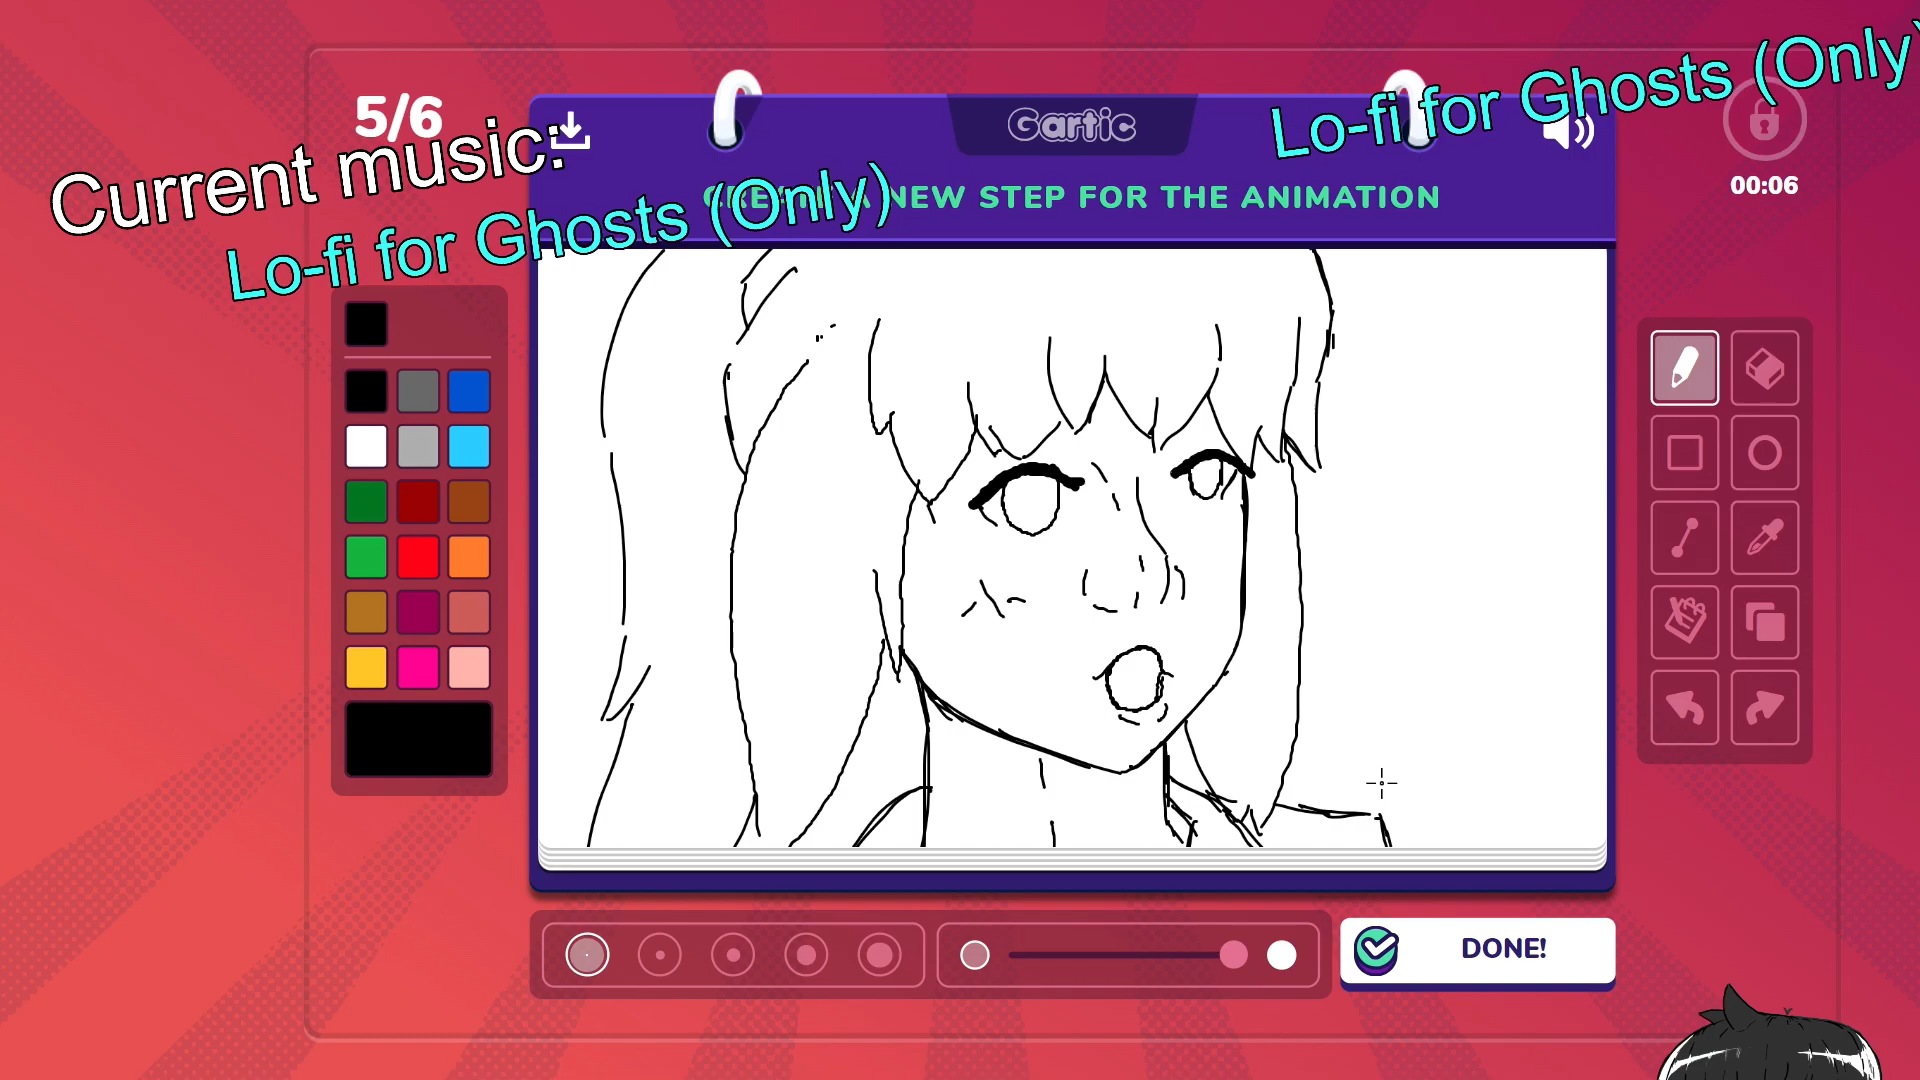 5/6
Current music:
Lo-fi for Ghosts (Only)
Gartic
Lo-fi for Ghosts (Only)
00:06
NEW STEP FOR THE ANIMATION
DONE!